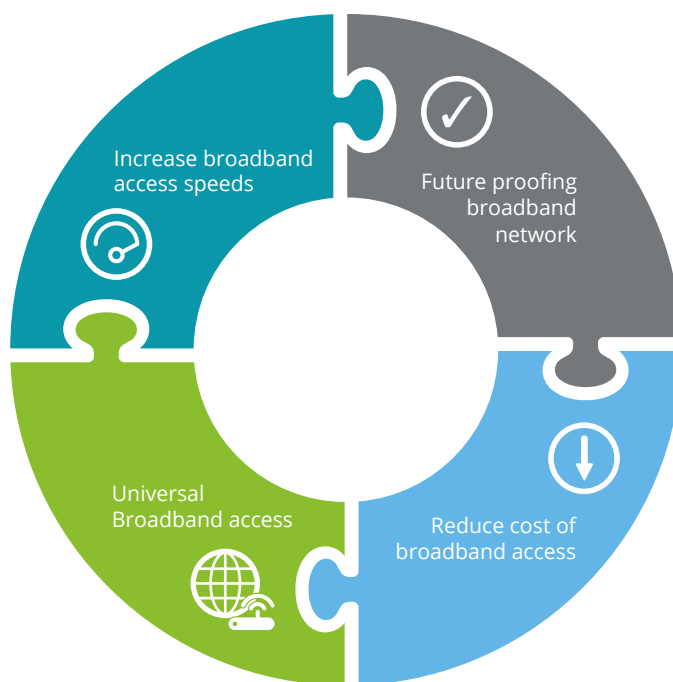 Increase broadband
access speeds
Future proofing
broadband
network
Universal
Broadband access
Reduce cost of
broadband access